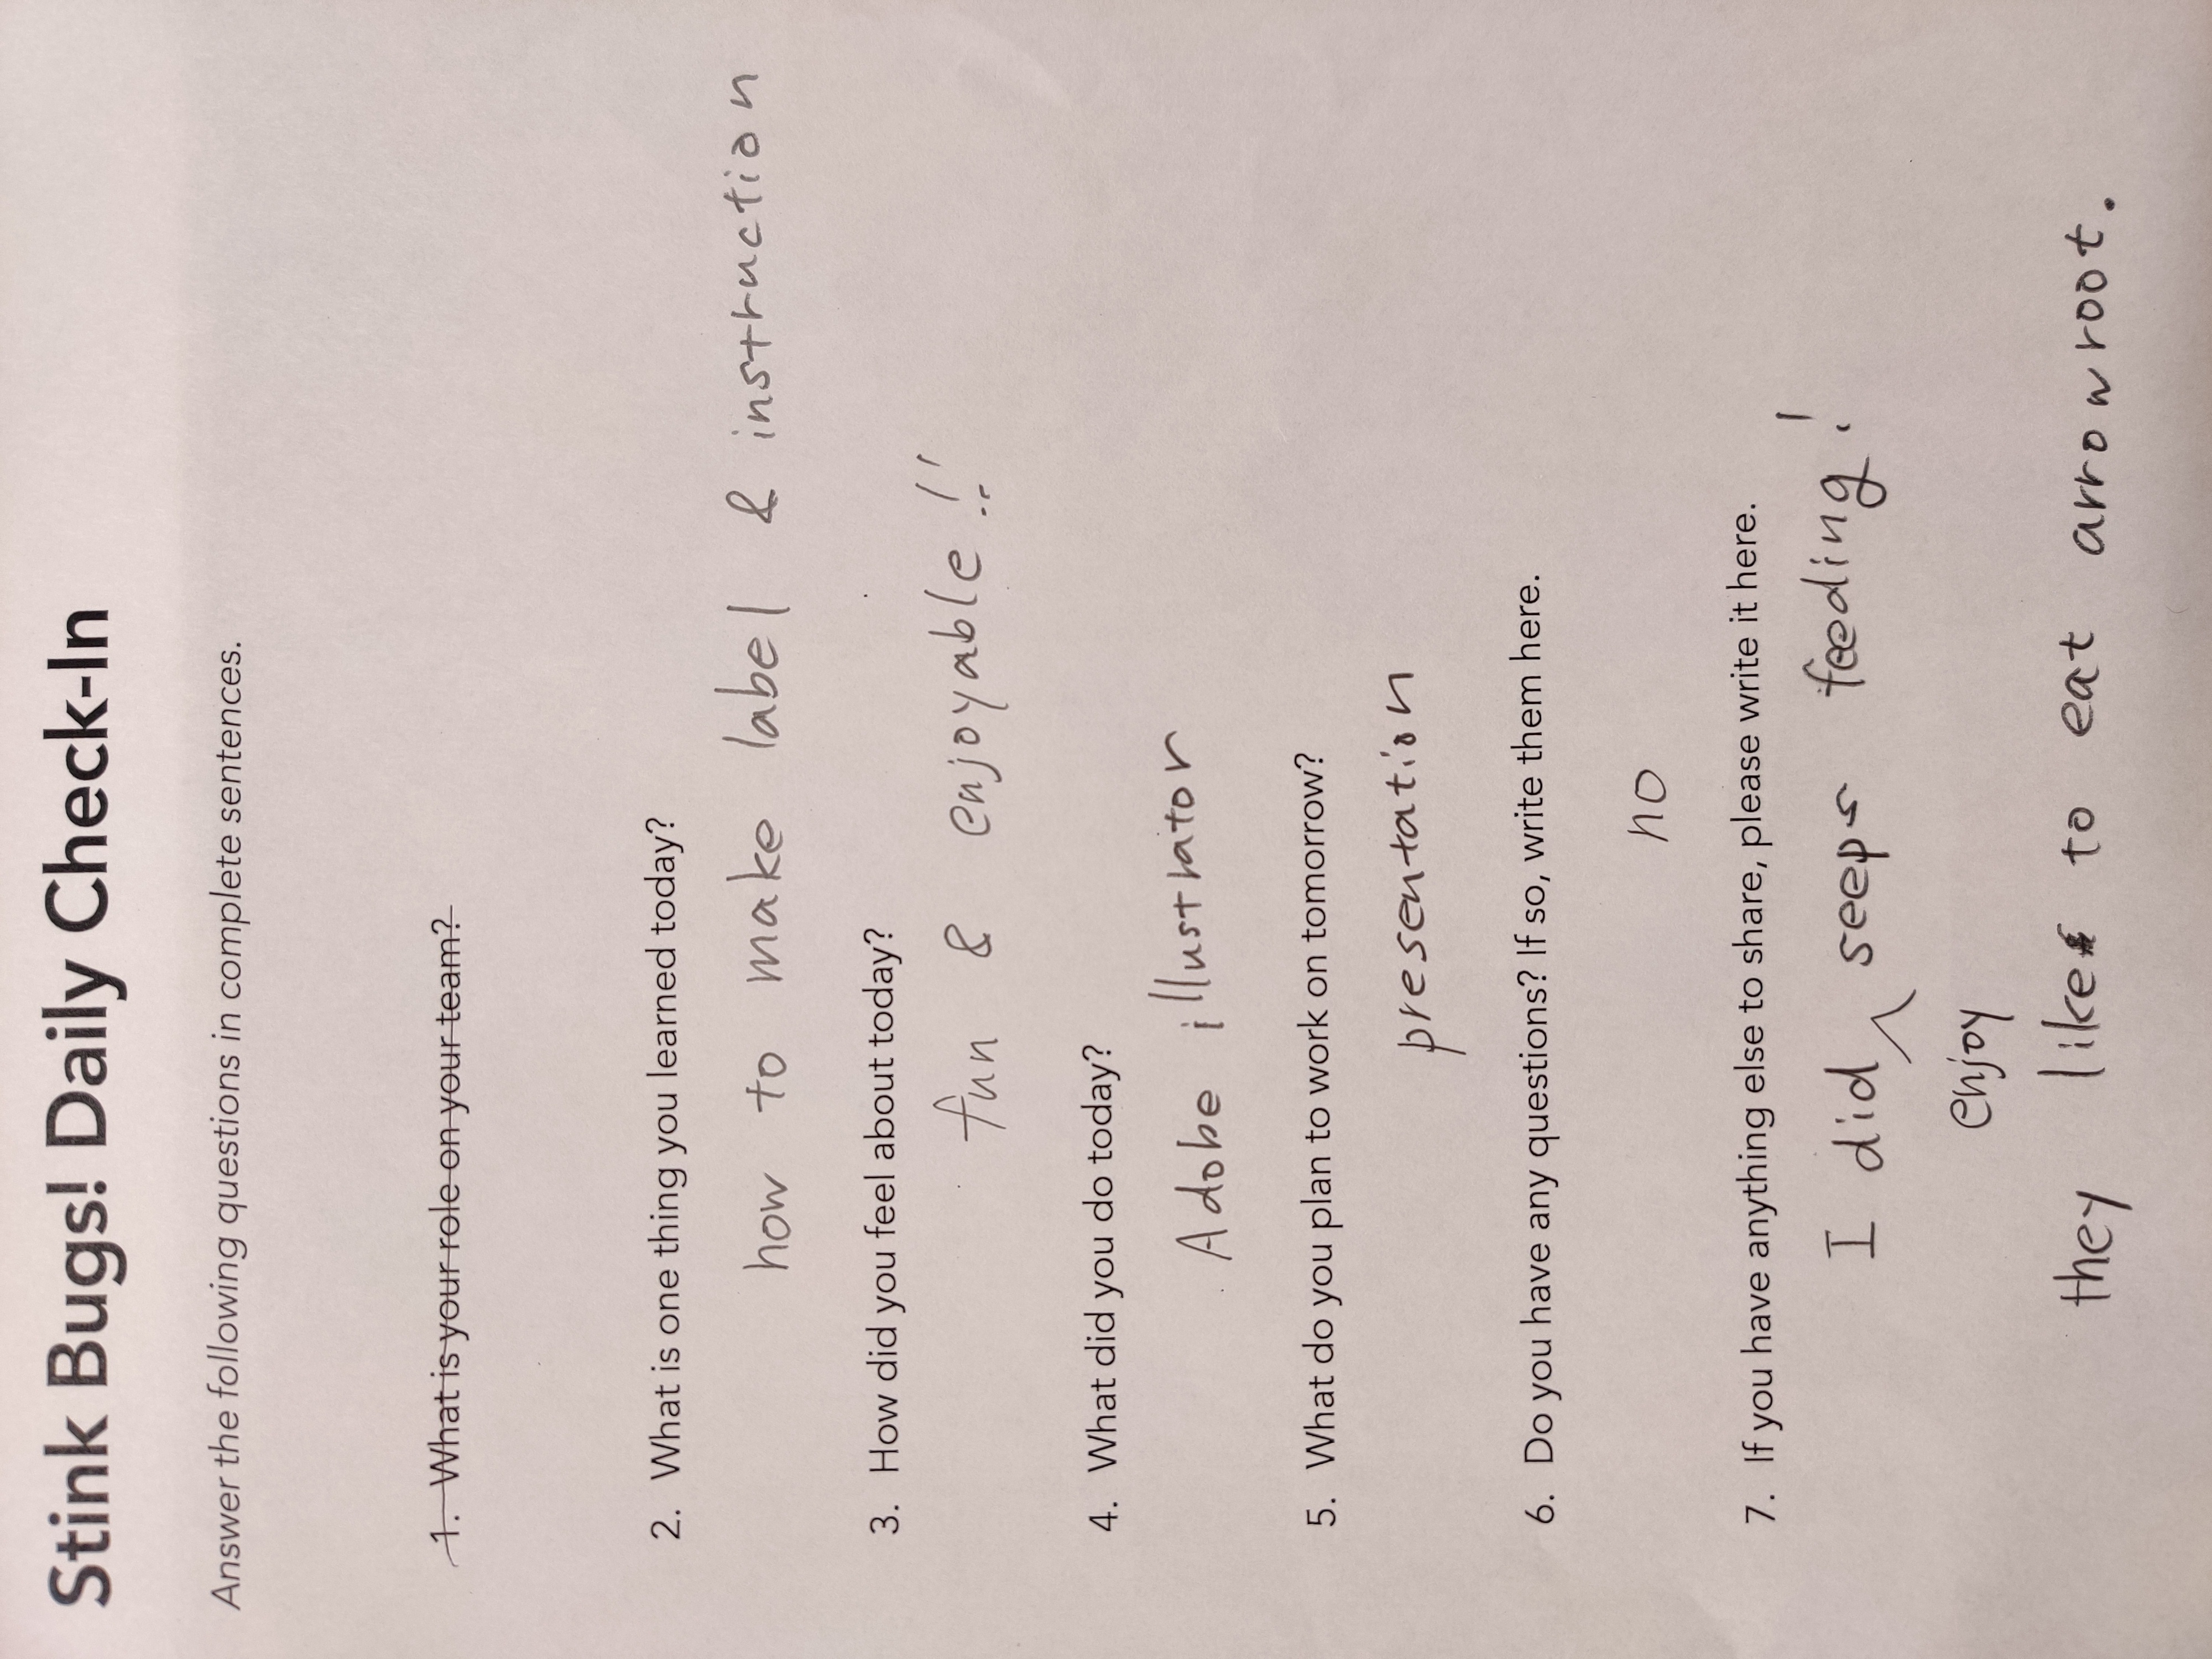 Stink Bugs! Daily Check-In
Answer the following questions in complete sentences.
1. What is your role on your team?
2. What is one thing you learned today?
how to make label & instruction
3. How did you feel about today?
fun & enjoyable!!
4. What did you do today?
Adobe illustrator
5. What do you plan to work on tomorrow?
presentation
6. Do you have any questions? If so, write them here.
no
7. If you have anything else to share, please write it here.
I did seeps feeding!
enjoy
they like to eat arrowroot.